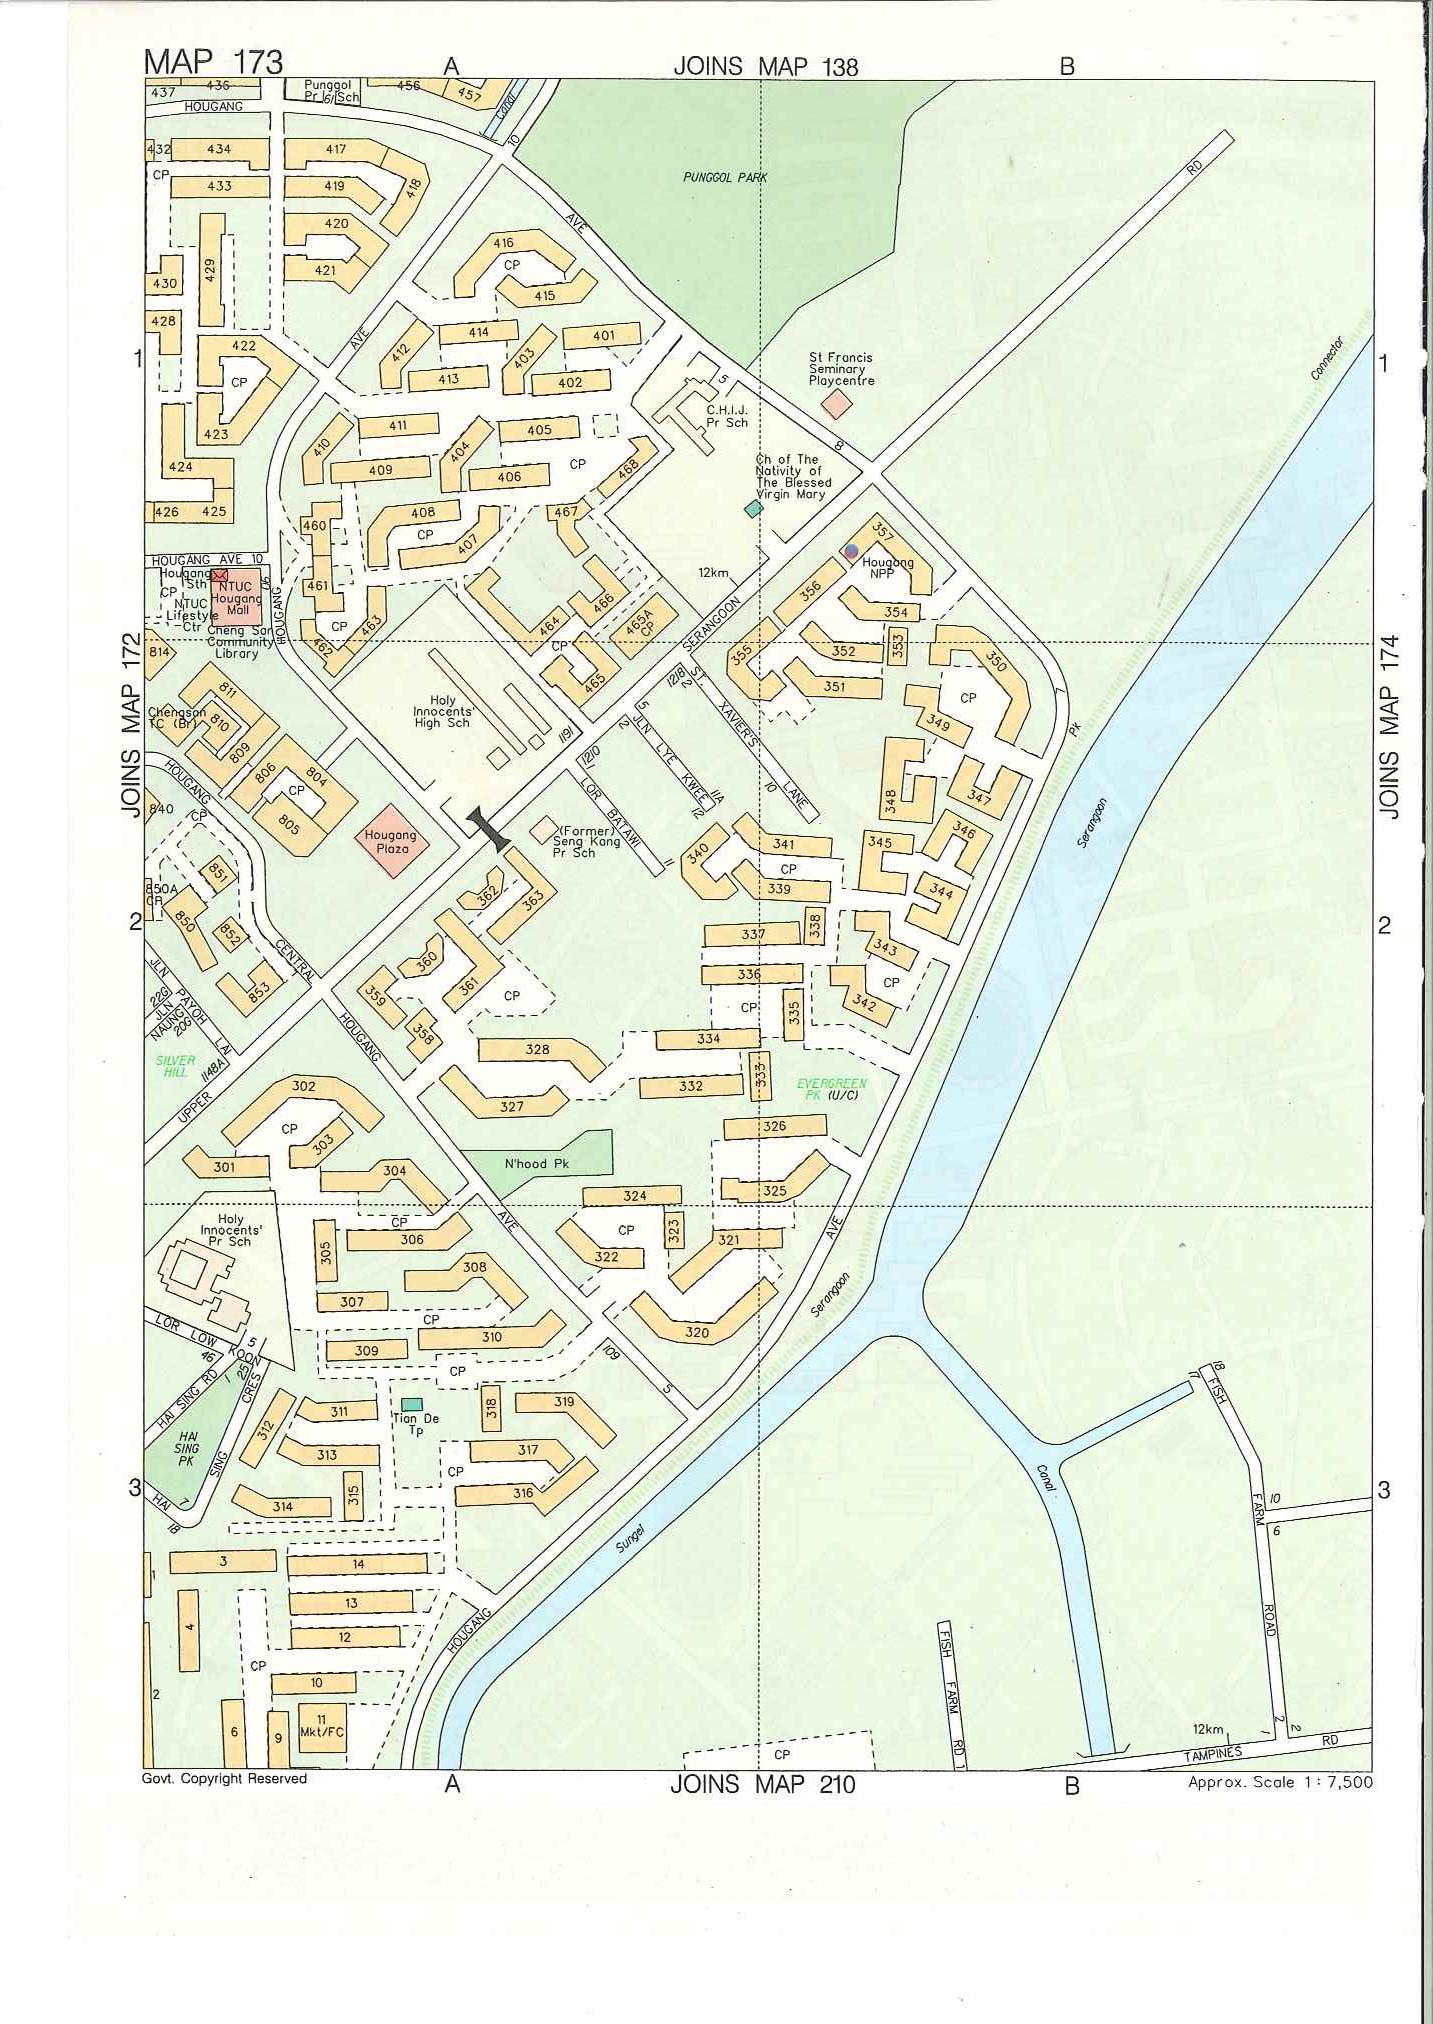 MAP 173
A
JOINS MAP 138
B
437
436
Punggol
Pr Sch
61
456
457
Canal
HOUGANG
10
432
434
417
CP
433
419
418
PUNGGOL PARK
RD
420
AVE
429
421
416
CP
430
415
428
AVE
414
401
1
422
412
403
413
402
CP
St Francis
Seminary
Playcentre
1
Connector
5
C.H.I.J.
Pr Sch
423
411
405
8
410
404
424
409
406
CP
468
Ch of The
Nativity of
The Blessed
Virgin Mary
426
425
460
408
467
CP
407
357
HOUGANG AVE 10
Hougang
Sth
CP
NTUC
Hougang
Mall
90
HOUGANG
461
12km
Hougang
NPP
356
NTUC
Lifestyle
Ctr
Cheng San
Community
Library
CP
463
462
464
466
465A
CP
SERANGOON
354
355
352
353
350
814
CP
465
1218
2
ST.
351
CP
JOINS MAP 172
811
Chengsan
TC (Br)
810
809
Holy
Innocents'
High Sch
5
2
XAVIER'S
349
7
PK
JOINS MAP 174
1191
1210
JLN LYE KWEE
806
804
CP
HOUGANG
348
347
LOR BATAWI
11A
12
10
LANE
840
CP
805
Hougang
Plaza
(Former)
Seng Kang
Pr Sch
11
340
341
345
346
Serangoon
851
CP
850A
CP
362
363
339
344
850
2
852
337
338
343
2
CENTRAL
360
JLN PAYOH LAI
853
359
361
CP
336
CP
22G
JLN
NAUNG
20G
CP
335
342
HOUGANG
358
334
SILVER
HILL
1148A
328
333
332
EVERGREEN
PK (U/C)
UPPER
302
327
326
CP
303
301
304
N'hood Pk
324
325
Holy
Innocents'
Pr Sch
CP
AVE
CP
323
AVE
305
306
322
321
308
Serangoon
307
CP
320
LOR LOW
KOON
5
46
25
1
310
309
109
CP
HAI SING RD
CRES
5
18
17
FISH
HAI
SING
PK
311
Tian De
Tp
318
319
312
313
317
SING
CP
Canal
3
315
316
3
HAI
7
18
314
FARM
10
6
Sungei
3
14
1
13
4
HOUGANG
12
FISH
FARM
RD 1
ROAD
CP
10
2
6
9
11
Mkt/FC
12km
1
2
2
CP
TAMPINES
RD
Govt. Copyright Reserved
A
JOINS MAP 210
B
Approx. Scale 1 : 7,500